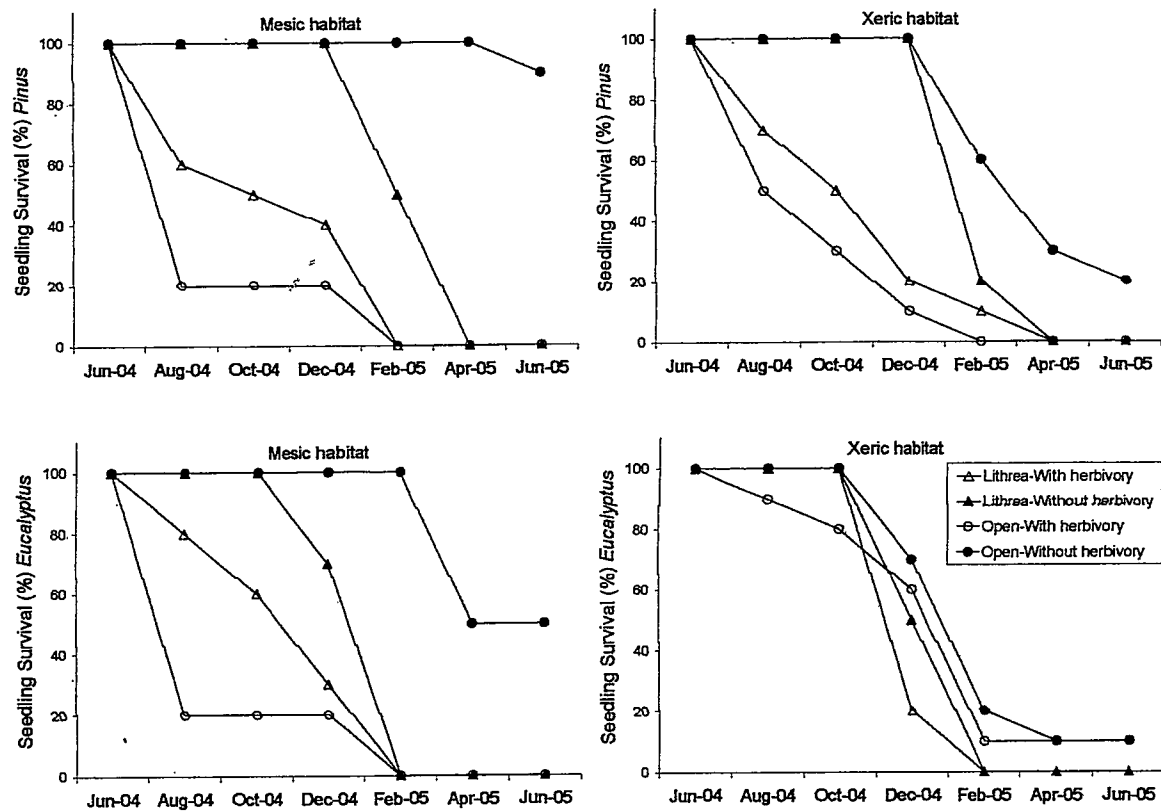 Mesic habitat
Seedling Survival (%) Pinus
100
80
60
40
20
0
Jun-04 Aug-04 Oct-04 Dec-04 Feb-05 Apr-05 Jun-05
Xeric habitat
Seedling Survival (%) Pinus
100
80
60
40
20
0
Jun-04 Aug-04 Oct-04 Dec-04 Feb-05 Apr-05 Jun-05
Mesic habitat
Seedling Survival (%) Eucalyptus
100
80
60
40
20
0
Jun-04 Aug-04 Oct-04 Dec-04 Feb-05 Apr-05 Jun-05
Xeric habitat
Seedling Survival (%) Eucalyptus
100
80
60
40
20
0
Jun-04 Aug-04 Oct-04 Dec-04 Feb-05 Apr-05 Jun-05
Lithrea-With herbivory
Lithrea-Without herbivory
Open-With herbivory
Open-Without herbivory